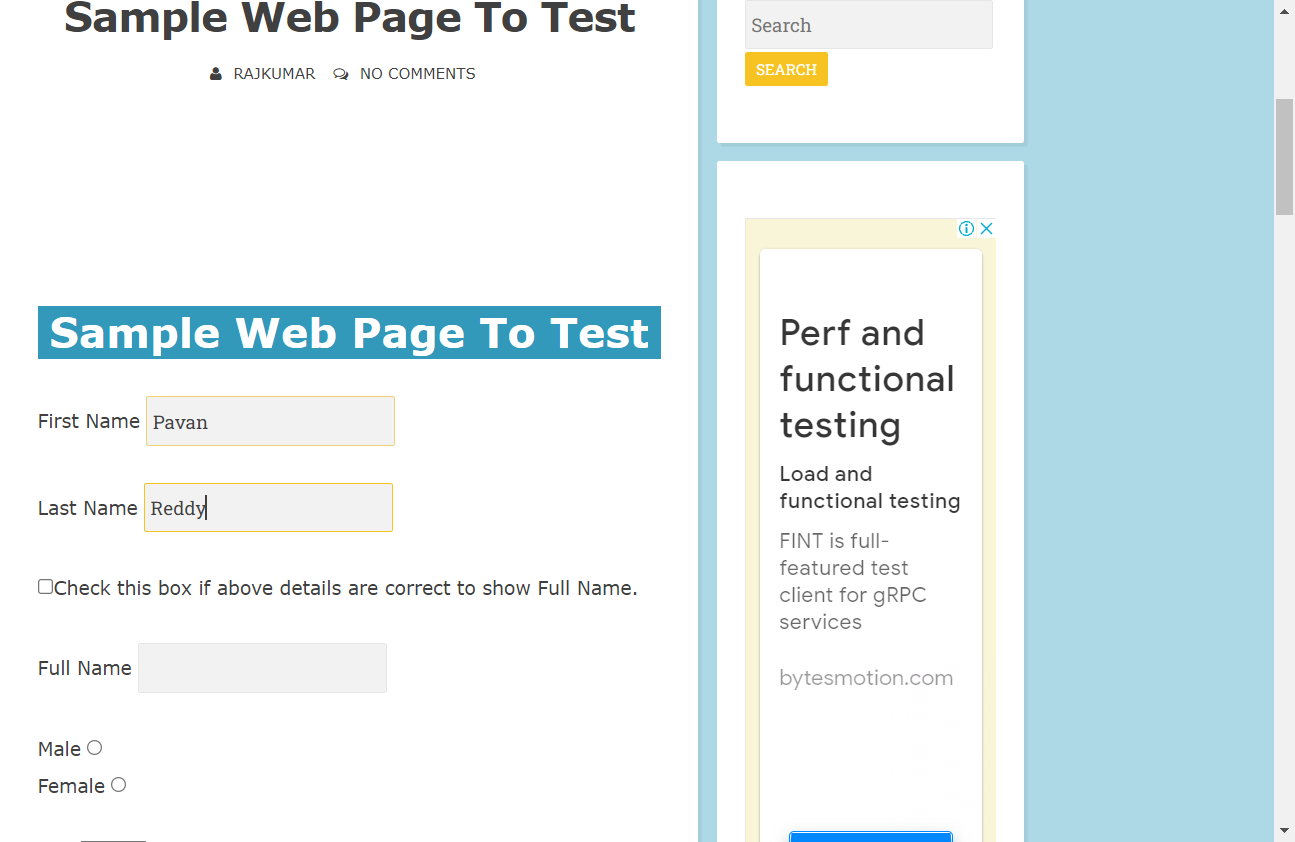 Sample Web Page To Test
RAJKUMAR NO COMMENTS
Sample Web Page To Test
First Name Pavan
Last Name Reddy
Check this box if above details are correct to show Full Name.
Full Name
Male
Female
Search
SEARCH
Perf and
functional
testing
Load and
functional testing
FINT is full-
featured test
client for gRPC
services
bytesmotion.com